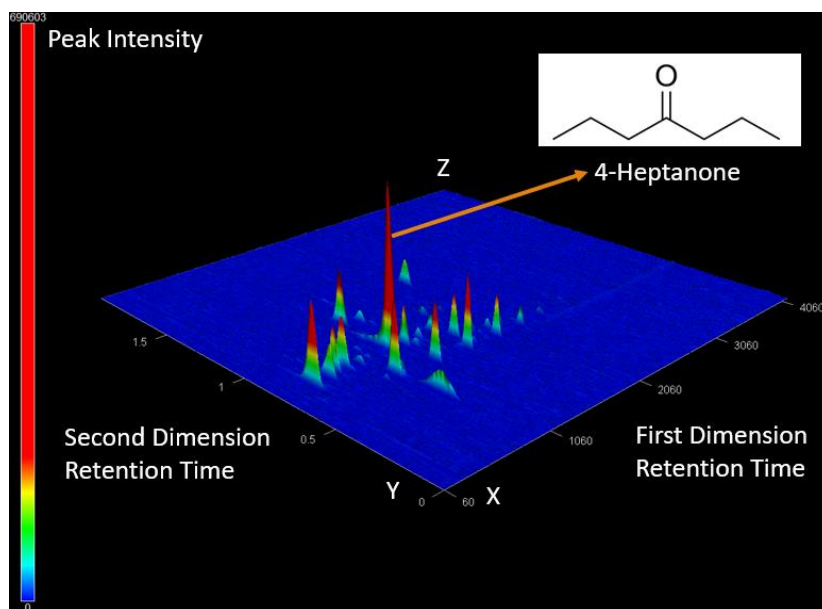 690603
Peak Intensity
O
4-Heptanone
Z
4060
1.5
3060
1
2060
0.5
1060
Second Dimension
Retention Time
First Dimension
Retention Time
Y
0
60
X
0